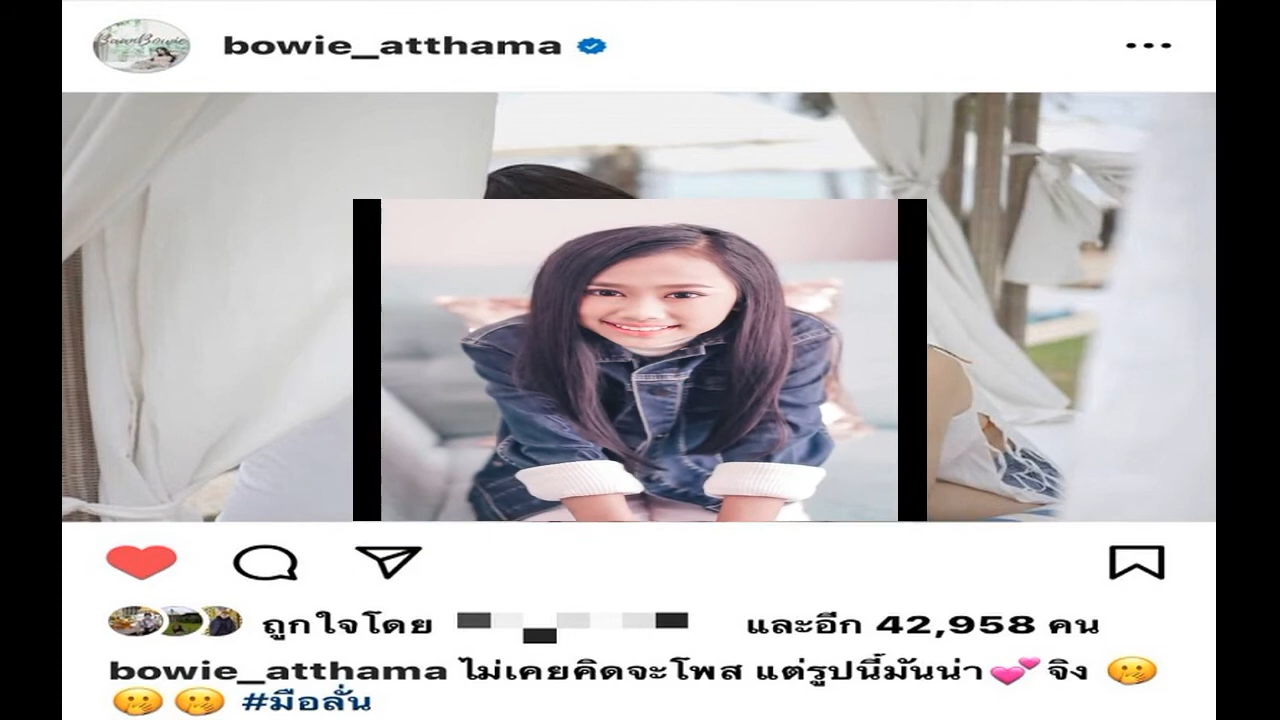 bowie_atthama
ถูกใจโดย และอีก 42,958 คน
bowie_atthama ไม่เคยคิดจะโพส แต่รูปนี้มันน่า💕จิง 🤭
🤭🤭 #มือลั่น